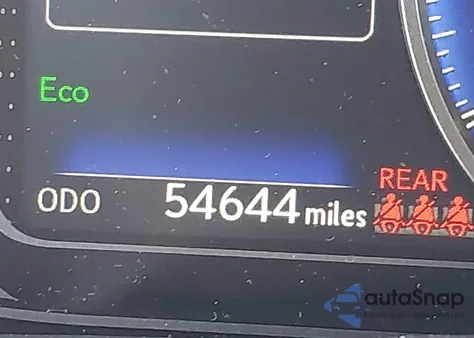 Eco
REAR
ODO 54644 miles
autoSnap